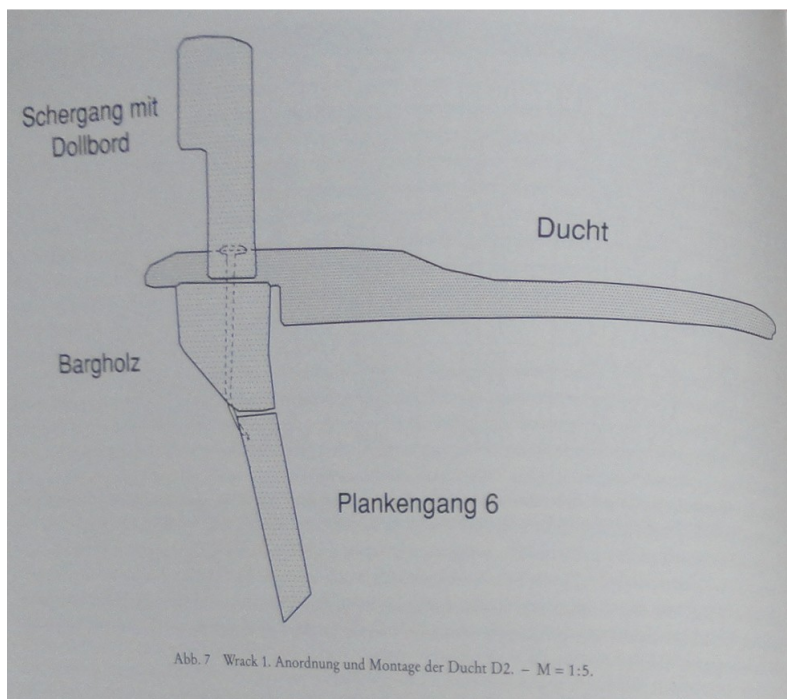 Schergang mit
Dollbord
Ducht
Bargholz
Plankengang 6
Abb. 7 Wrack 1. Anordnung und Montage der Ducht D2. – M = 1:5.